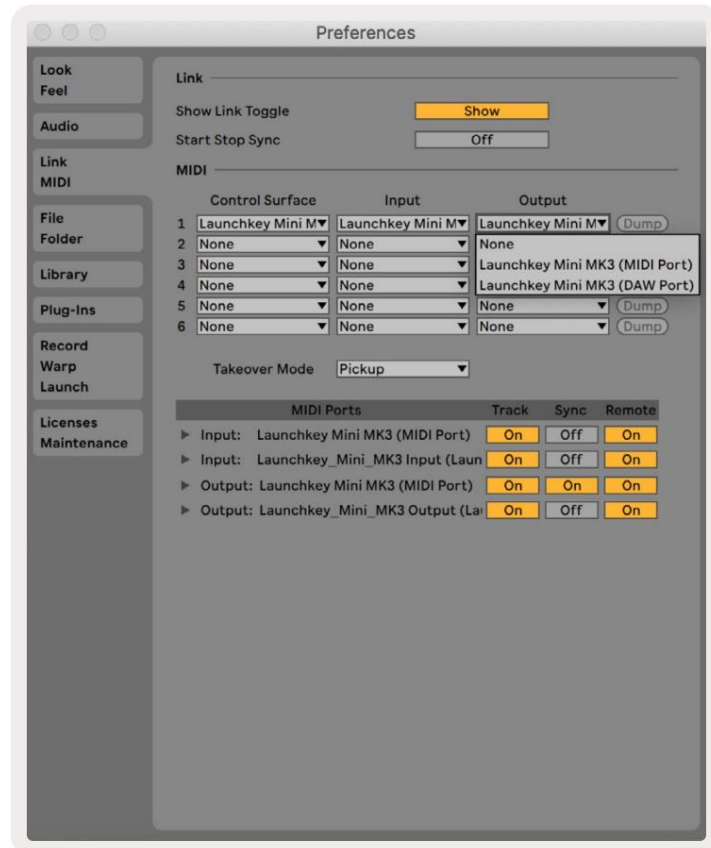 Preferences
Look
Feel
Audio
Link
MIDI
File
Folder
Library
Plug-Ins
Record
Warp
Launch
Licenses
Maintenance
Link
Show Link Toggle Show
Start Stop Sync Off
MIDI
Control Surface Input Output
1 Launchkey Mini M Launchkey Mini M Launchkey Mini M Dump
2 None None None
3 None None Launchkey Mini MK3 (MIDI Port)
4 None None Launchkey Mini MK3 (DAW Port)
5 None None None Dump
6 None None None Dump
Takeover Mode Pickup
MIDI Ports Track Sync Remote
Input: Launchkey Mini MK3 (MIDI Port) On Off On
Input: Launchkey_Mini_MK3 Input (Laun On Off On
Output: Launchkey Mini MK3 (MIDI Port) On On On
Output: Launchkey_Mini_MK3 Output (La On Off On